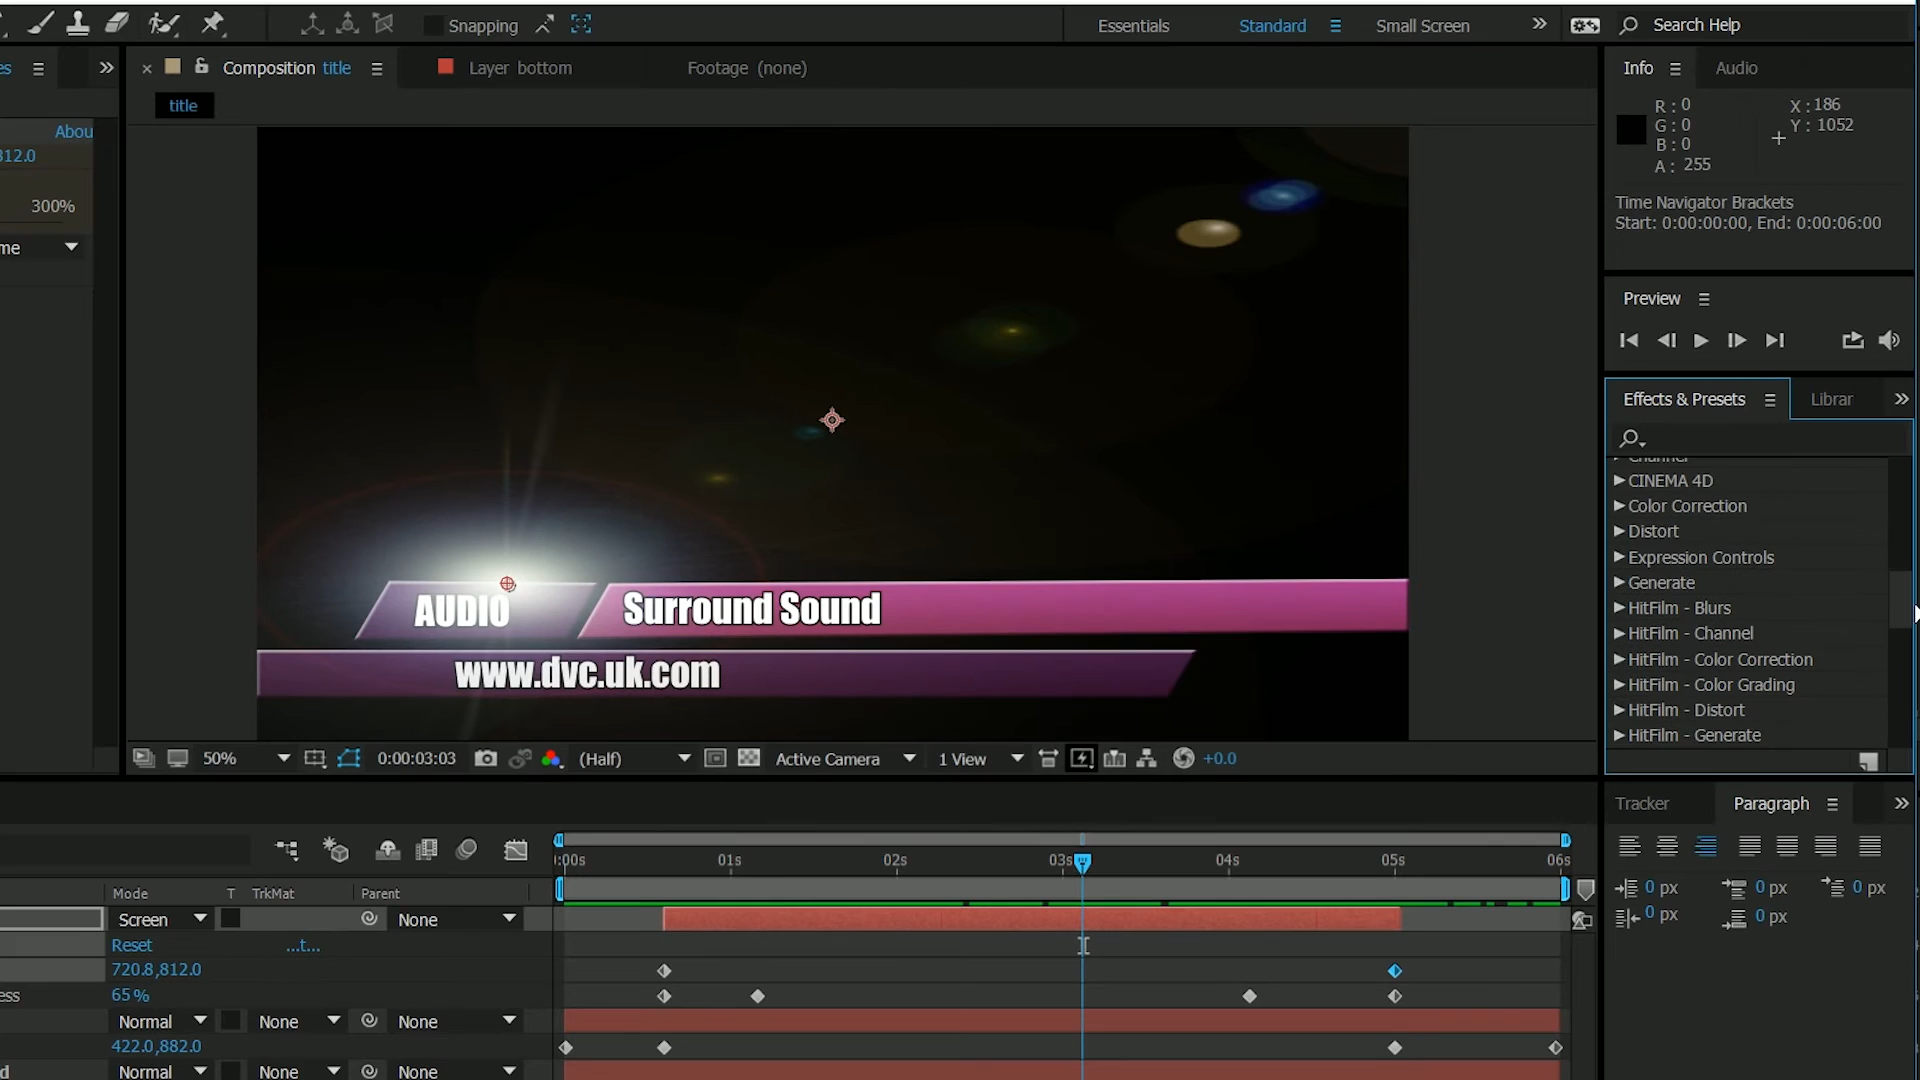 Snapping
Essentials
Standard
Small Screen
Search Help
es
Composition title
Layer bottom
Footage (none)
Info
Audio
title
R: 0
G: 0
B: 0
A: 255
X: 186
Y: 1052
Abou
812.0
300%
me
Time Navigator Brackets
Start: 0:00:00:00, End: 0:00:06:00
Preview
Effects & Presets
Librar
Channel
CINEMA 4D
Color Correction
Distort
Expression Controls
Generate
HitFilm - Blurs
HitFilm - Channel
HitFilm - Color Correction
HitFilm - Color Grading
HitFilm - Distort
HitFilm - Generate
AUDIO
Surround Sound
www.dvc.uk.com
50%
0:00:03:03
(Half)
Active Camera
1 View
+0.0
Tracker
Paragraph
0 px
0 px
0 px
0 px
0 px
:00s
01s
02s
03s
04s
05s
06s
Mode
T
TrkMat
Parent
Screen
None
Reset
...t...
720.8,812.0
ess
65%
Normal
None
None
422.0,882.0
d
Normal
None
None